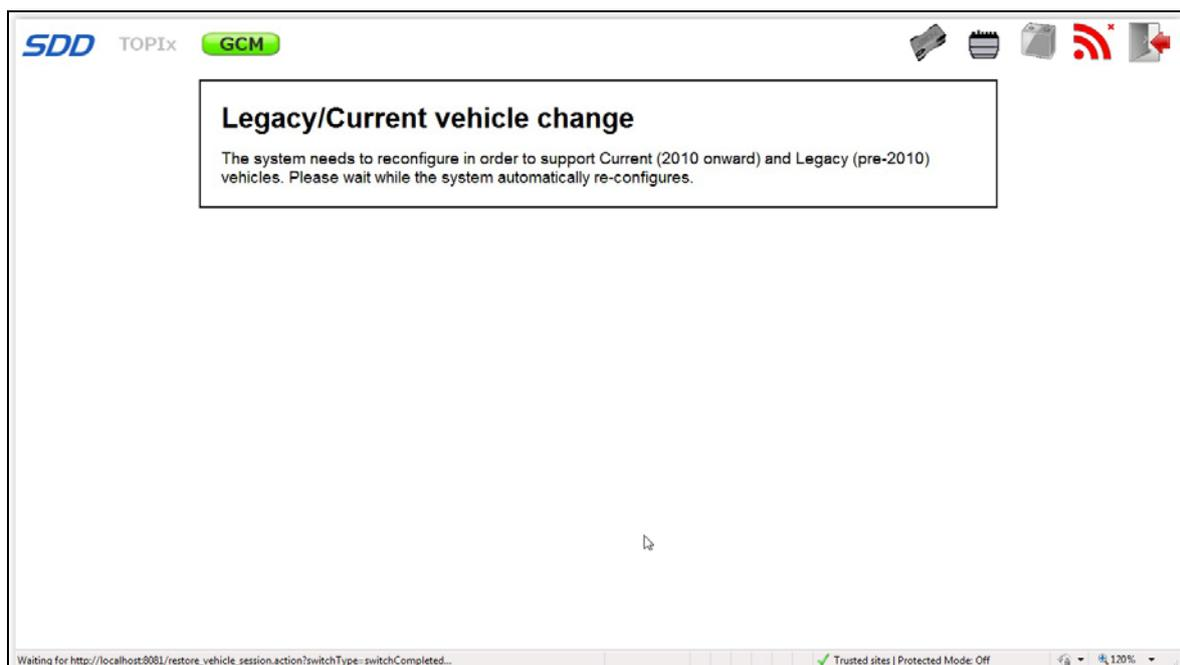 SDD TOPIx GCM
Legacy/Current vehicle change
The system needs to reconfigure in order to support Current (2010 onward) and Legacy (pre-2010)
vehicles. Please wait while the system automatically re-configures.
Waiting for http://localhost:8081/restore_vehicle_session.action?switchType=switchCompleted... Trusted sites | Protected Mode: Off 120%